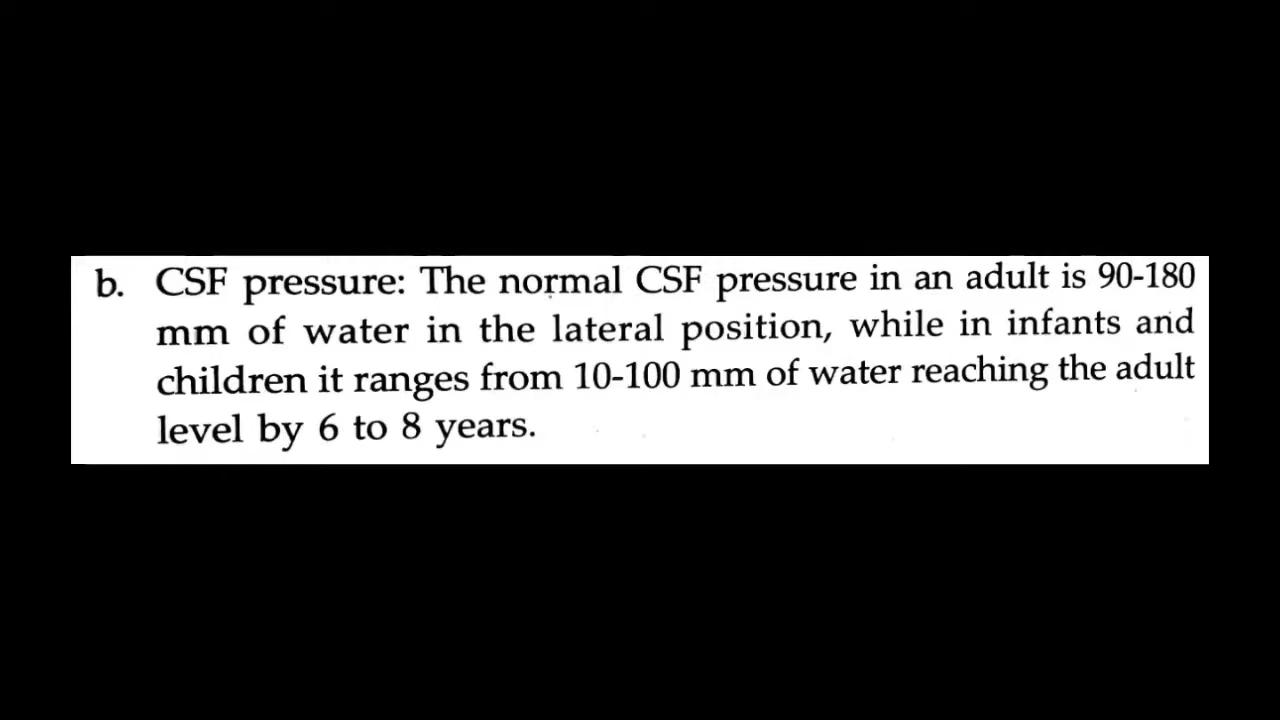 b. CSF pressure: The normal CSF pressure in an adult is 90-180
mm of water in the lateral position, while in infants and
children it ranges from 10-100 mm of water reaching the adult
level by 6 to 8 years.